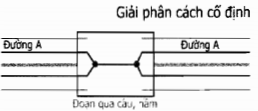 Giải phân cách cố định
Đường A Đường A
Đoạn qua cầu, hầm